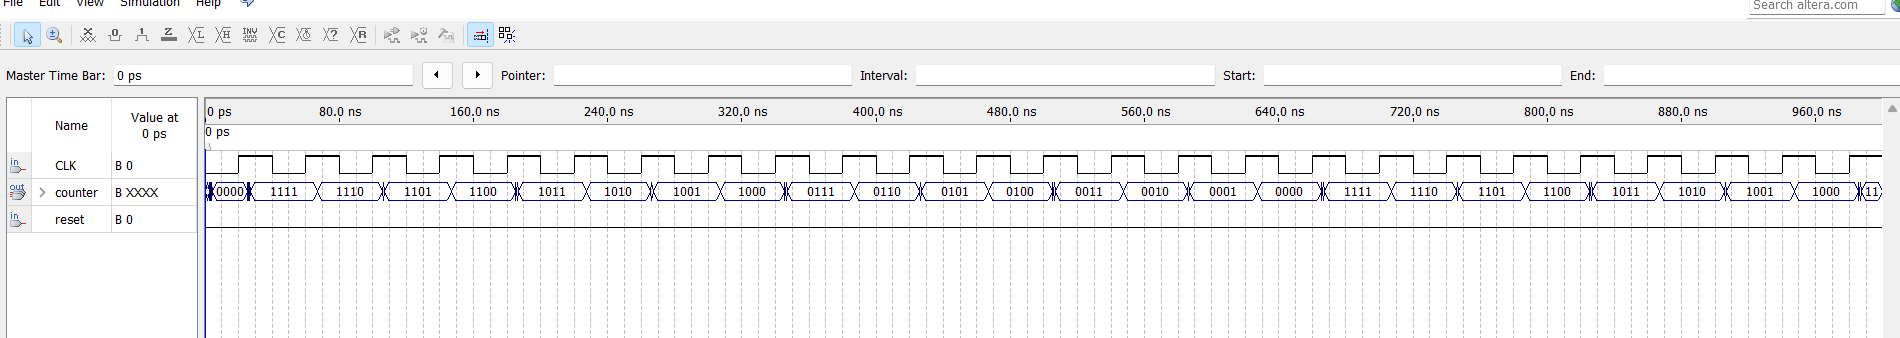 File Edit View Simulation Help
Search altera.com
Master Time Bar: 0 ps Pointer: Interval: Start: End:
Name Value at 0 ps
0 ps 80.0 ns 160.0 ns 240.0 ns 320.0 ns 400.0 ns 480.0 ns 560.0 ns 640.0 ns 720.0 ns 800.0 ns 880.0 ns 960.0 ns
0 ps
in CLK B 0
out counter B XXXX 0000 1111 1110 1101 1100 1011 1010 1001 1000 0111 0110 0101 0100 0011 0010 0001 0000 1111 1110 1101 1100 1011 1010 1001 1000 11
in reset B 0